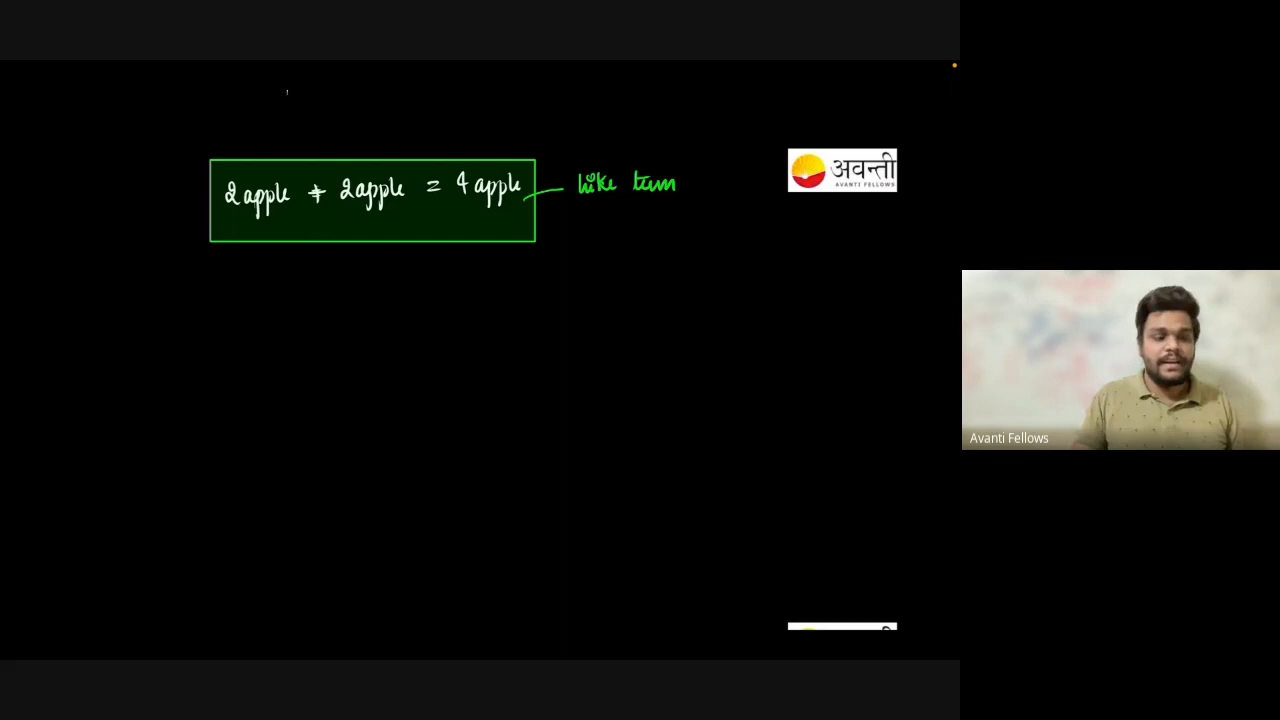 2 apple + 2 apple = 4 apple
like term
अवन्ती
AVANTI FELLOWS
Avanti Fellows